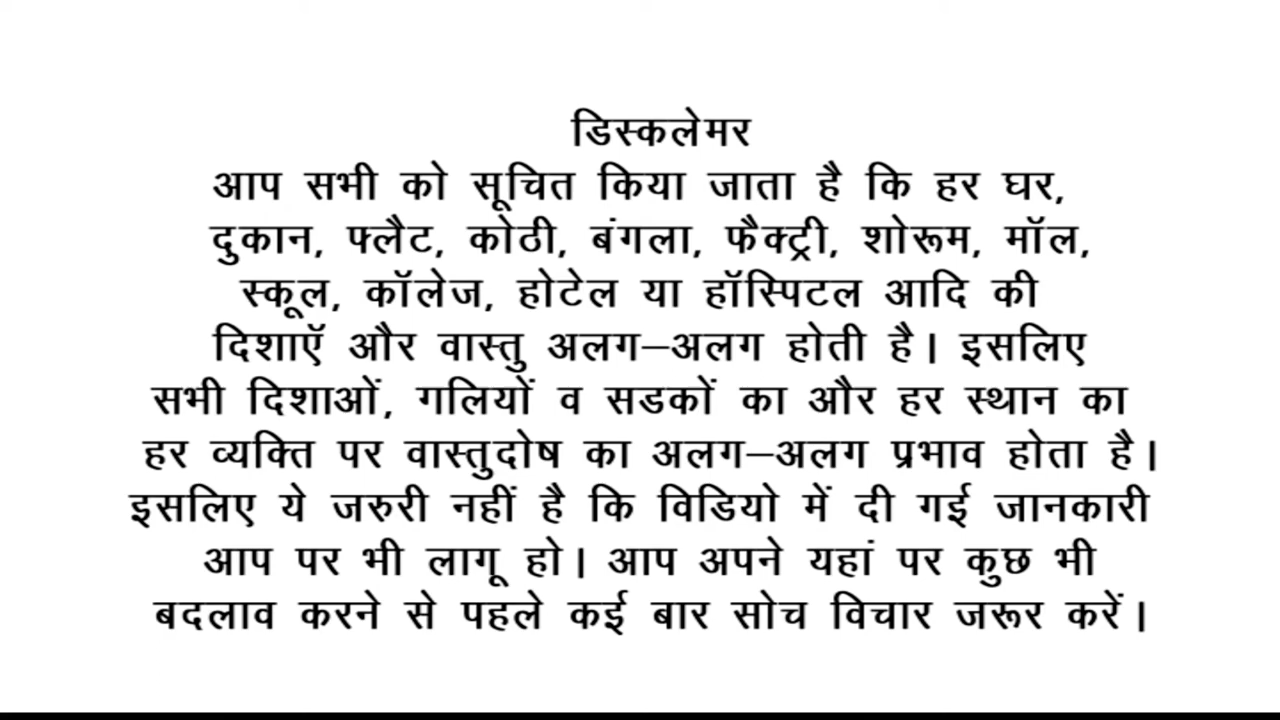 डिस्कलेमर
आप सभी को सूचित किया जाता है कि हर घर,
दुकान, फ्लैट, कोठी, बंगला, फैक्ट्री, शोरूम, मॉल,
स्कूल, कॉलेज, होटेल या हॉस्पिटल आदि की
दिशाऍ और वास्तु अलग–अलग होती है। इसलिए
सभी दिशाओं, गलियों व सडकों का और हर स्थान का
हर व्यक्ति पर वास्तुदोष का अलग–अलग प्रभाव होता है।
इसलिए ये जरुरी नहीं है कि विडियो में दी गई जानकारी
आप पर भी लागू हो। आप अपने यहां पर कुछ भी
बदलाव करने से पहले कई बार सोच विचार जरूर करें।